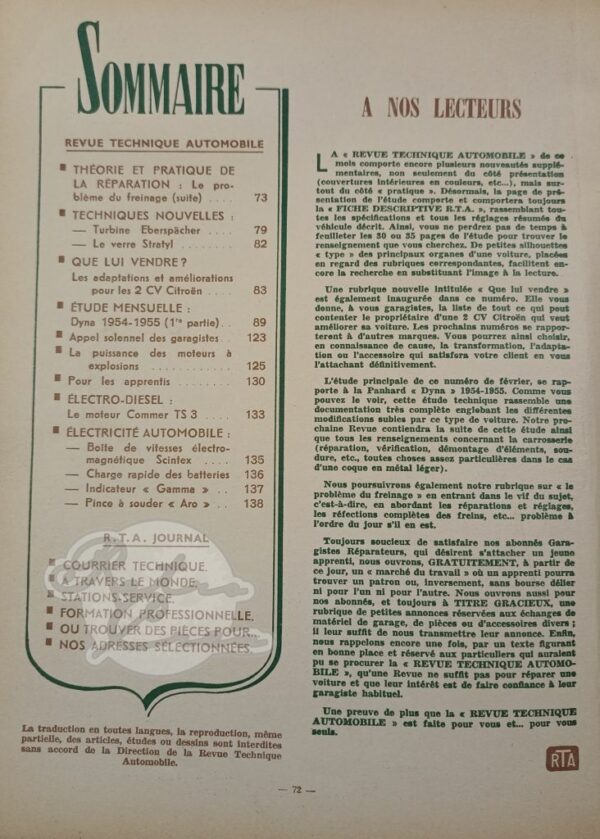 SOMMAIRE
REVUE TECHNIQUE AUTOMOBILE
THÉORIE ET PRATIQUE DE
LA RÉPARATION : Le pro-
blème du freinage (suite) .... 73
TECHNIQUES NOUVELLES :
— Turbine Eberspächer .... 79
— Le verre Stratyl ........ 82
QUE LUI VENDRE ?
Les adaptations et améliorations
pour les 2 CV Citroën .... 83
ÉTUDE MENSUELLE :
Dyna 1954-1955 (1re partie). 89
Appel solennel des garagistes. 123
La puissance des moteurs à
explosions .............. 125
Pour les apprentis ........ 130
ÉLECTRO-DIESEL :
Le moteur Commer TS 3 .... 133
ÉLECTRICITÉ AUTOMOBILE :
— Boîte de vitesses électro-
magnétique Scintex .... 135
— Charge rapide des batteries 136
— Indicateur « Gamma » .. 137
— Pince à souder « Aro » .. 138
R.T.A. JOURNAL
COURRIER TECHNIQUE.
A TRAVERS LE MONDE.
STATIONS-SERVICE.
FORMATION PROFESSIONNELLE.
OU TROUVER DES PIÈCES POUR...
NOS ADRESSES SÉLECTIONNÉES
La traduction en toutes langues, la reproduction, même
partielle, des articles, études ou dessins sont interdites
sans accord de la Direction de la Revue Technique
Automobile.
A NOS LECTEURS
LA « REVUE TECHNIQUE AUTOMOBILE » de ce
mois comporte encore plusieurs nouveautés supplé-
mentaires, non seulement du côté présentation
(couvertures intérieures en couleurs, etc...), mais sur-
tout du côté « pratique ». Désormais, la page de pré-
sentation de l'étude comporte et comportera toujours
la « FICHE DESCRIPTIVE R.T.A. », rassemblant tou-
tes les spécifications et tous les réglages résumés du
véhicule décrit. Ainsi, vous ne perdrez pas de temps à
feuilleter les 30 ou 35 pages de l'étude pour trouver le
renseignement que vous cherchez. De petites silhouettes
« type » des principaux organes d'une voiture, placées
en regard des rubriques correspondantes, facilitent en-
core la recherche en substituant l'image à la lecture.
Une rubrique nouvelle intitulée « Que lui vendre »
est également inaugurée dans ce numéro. Elle vous
donne, à vous garagistes, la liste de tout ce qui peut
contenter le propriétaire d'une 2 CV Citroën qui veut
améliorer sa voiture. Les prochains numéros se rappor-
teront à d'autres marques. Vous pourrez ainsi choisir,
en connaissance de cause, la transformation, l'adapta-
tion ou l'accessoire qui satisfera votre client en vous
l'attachant définitivement.
L'étude principale de ce numéro de février, se rap-
porte à la Panhard « Dyna » 1954-1955. Comme vous
pouvez le voir, cette étude technique rassemble une
documentation très complète englobant les différentes
modifications subies par ce type de voiture. Notre pro-
chaine Revue contiendra la suite de cette étude ainsi
que tous les renseignements concernant la carrosserie
(réparation, vérification, démontage d'éléments, sou-
dure, etc., toutes choses assez particulières dans le cas
d'une coque en métal léger).
Nous poursuivrons également notre rubrique sur « le
problème du freinage » en entrant dans le vif du sujet,
c'est-à-dire, en abordant les réparations et réglages,
les réfections complètes des freins, etc... problème à
l'ordre du jour s'il en est.
Toujours soucieux de satisfaire nos abonnés Gara-
gistes Réparateurs, qui désirent s'attacher un jeune
apprenti, nous ouvrons, GRATUITEMENT, à partir de
ce jour, un « marché du travail » où un apprenti pourra
trouver un patron ou, inversement, sans bourse délier
ni pour l'un ni pour l'autre. Nous ouvrons aussi pour
nos abonnés, et toujours à TITRE GRACIEUX, une
rubrique de petites annonces réservées aux échanges de
matériel de garage, de pièces ou d'accessoires divers ;
il leur suffit de nous transmettre leur annonce. Enfin,
nous rappelons encore une fois, par un texte figurant
en bonne place et réservé aux particuliers qui auraient
pu se procurer la « REVUE TECHNIQUE AUTOMO-
BILE », qu'une Revue ne suffit pas pour réparer une
voiture et que leur intérêt est de faire confiance à leur
garagiste habituel.
Une preuve de plus que la « REVUE TECHNIQUE
AUTOMOBILE » est faite pour vous et... pour vous
seuls.
RTA
— 72 —